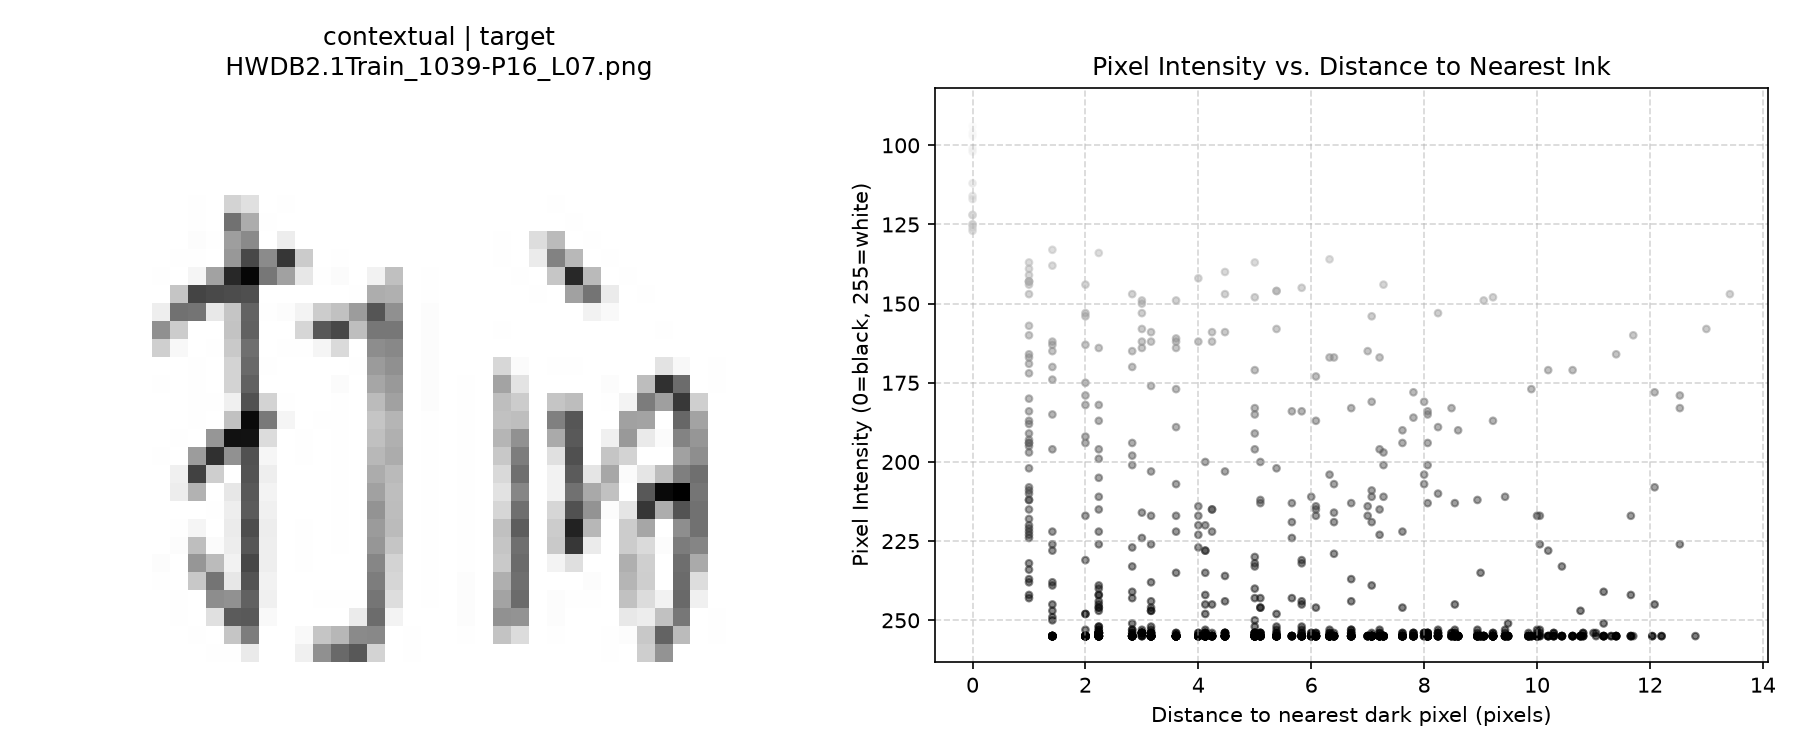 contextual | target
HWDB2.1Train_1039-P16_L07.png
Pixel Intensity vs. Distance to Nearest Ink
Pixel Intensity (0=black, 255=white)
100
125
150
175
200
225
250
0 2 4 6 8 10 12 14
Distance to nearest dark pixel (pixels)